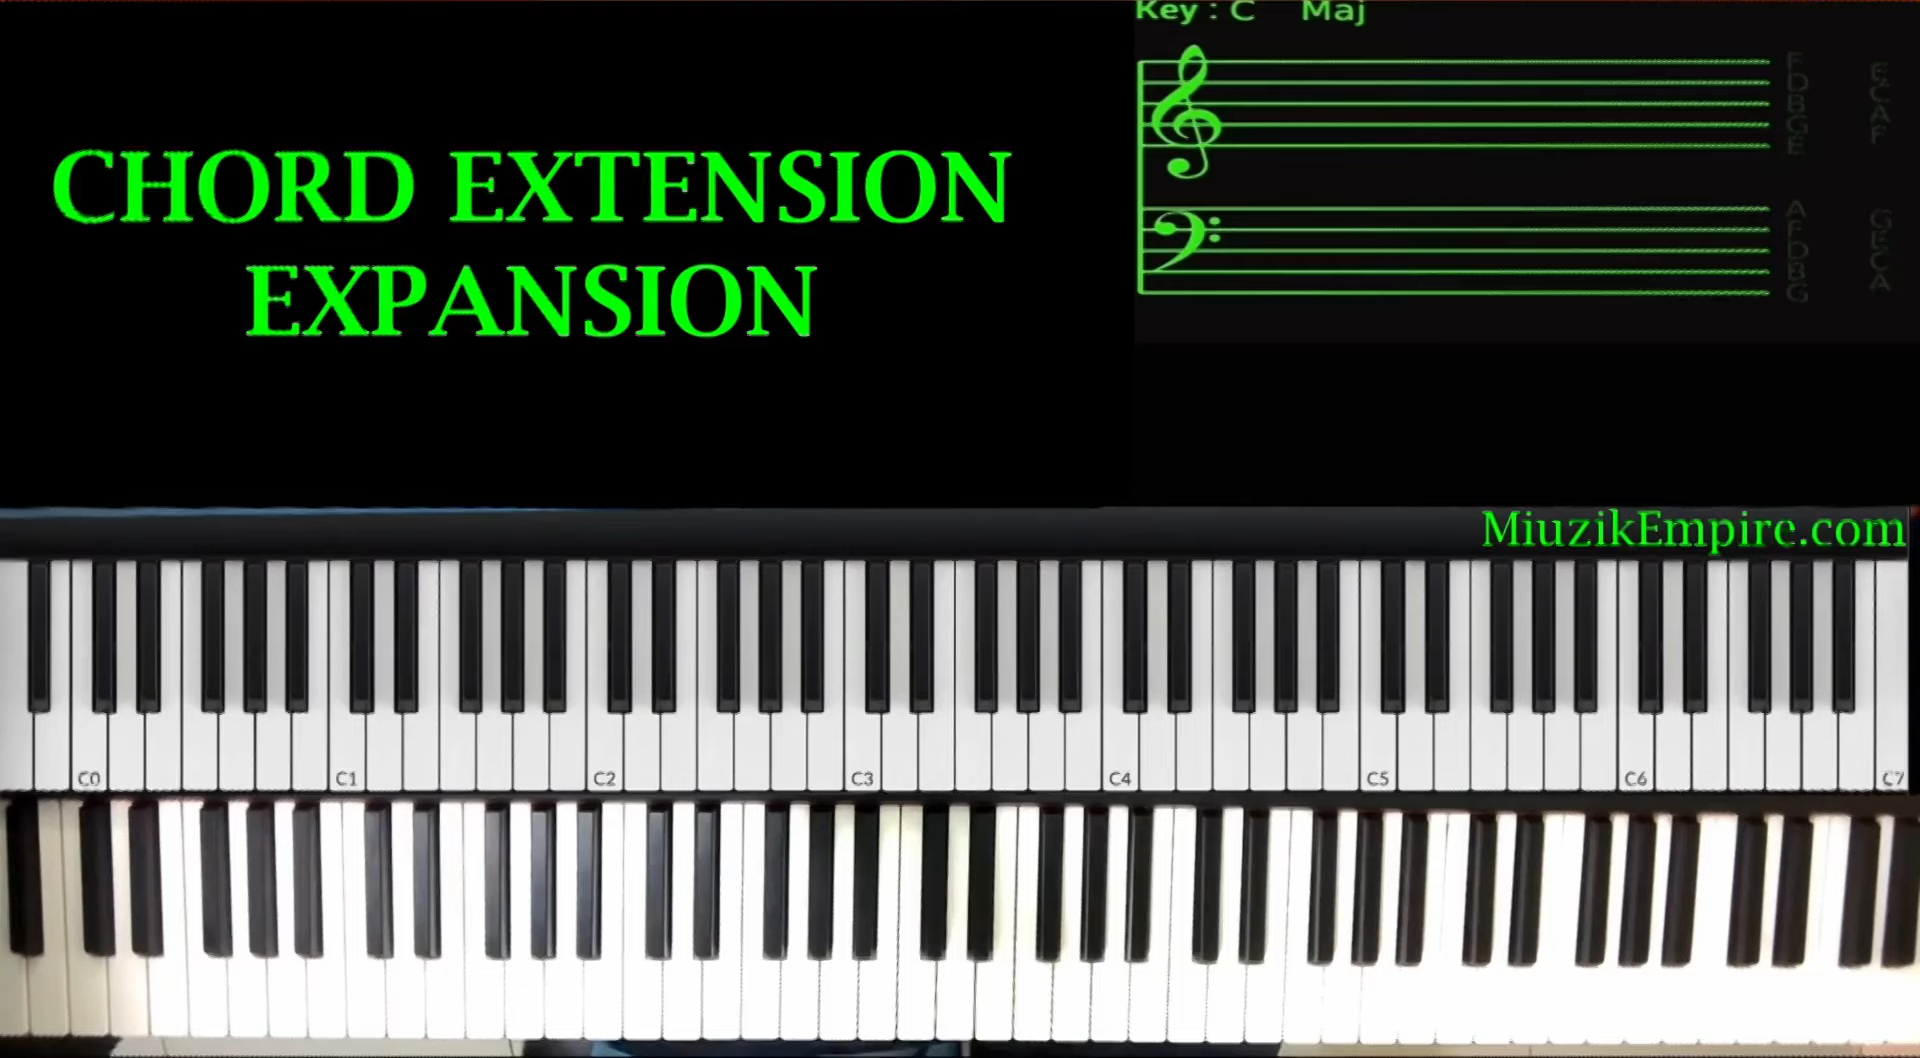 Key : C Maj
CHORD EXTENSION
EXPANSION
F
D
B
G
E
E
C
A
F
A
F
D
B
G
G
E
C
A
MiuzikEmpire.com
C0 C1 C2 C3 C4 C5 C6 C7